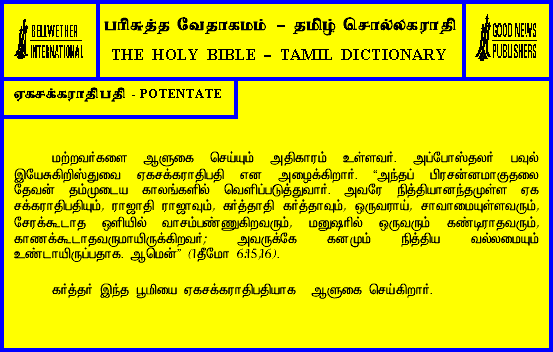 BELLWETHER
INTERNATIONAL
பரிசுத்த வேதாகமம் – தமிழ் சொல்லகராதி
THE HOLY BIBLE – TAMIL DICTIONARY
GOOD NEWS
PUBLISHERS
ஏகசக்கராதிபதி - POTENTATE
மற்றவர்களை ஆளுகை செய்யும் அதிகாரம் உள்ளவர். அப்போஸ்தலர் பவுல்
இயேசுகிறிஸ்துவை ஏகசக்கராதிபதி என அழைக்கிறார். “அந்தப் பிரசன்னமாகுதலை
தேவன் தம்முடைய காலங்களில் வெளிப்படுத்துவார். அவரே நித்தியானந்தமுள்ள ஏக
சக்கராதிபதியும், ராஜாதி ராஜாவும், கர்த்தாதி கர்த்தாவும், ஒருவராய், சாவாமையுள்ளவரும்,
சேரக்கூடாத ஒளியில் வாசம்பண்ணுகிறவரும், மனுஷரில் ஒருவரும் கண்டிராதவரும்,
காணக்கூடாதவருமாயிருக்கிறவர்; அவருக்கே கனமும் நித்திய வல்லமையும்
உண்டாயிருப்பதாக. ஆமென்” (1தீமோ 6:15,16).
கர்த்தர் இந்த பூமியை ஏகசக்கராதிபதியாக ஆளுகை செய்கிறார்.